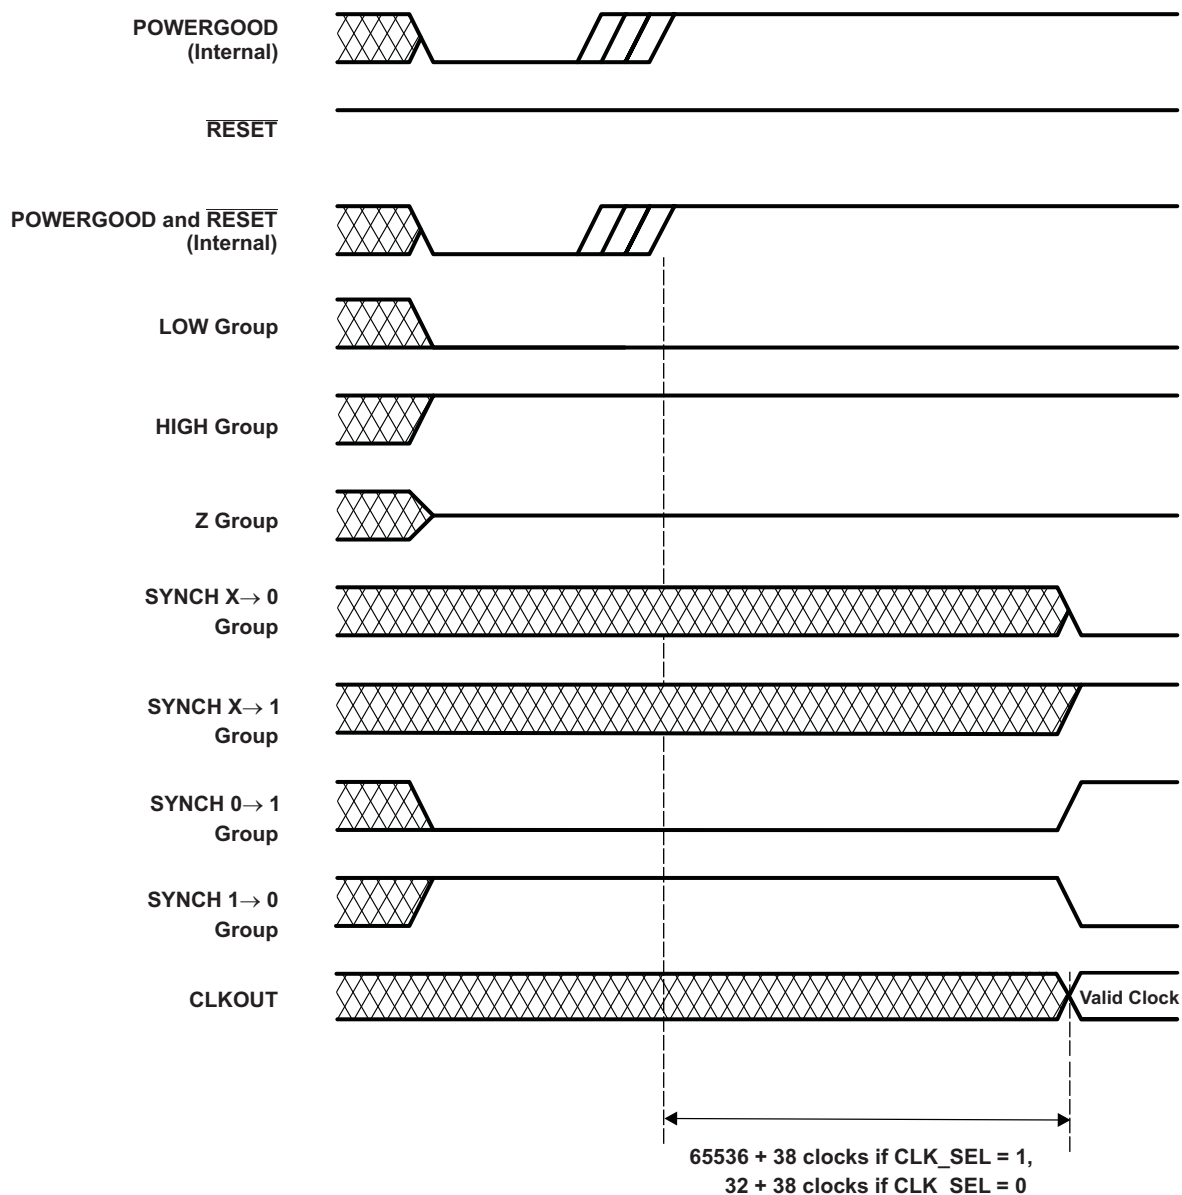 POWERGOOD
(Internal)
RESET
POWERGOOD and RESET
(Internal)
LOW Group
HIGH Group
Z Group
SYNCH X→ 0
Group
SYNCH X→ 1
Group
SYNCH 0→ 1
Group
SYNCH 1→ 0
Group
CLKOUT
Valid Clock
65536 + 38 clocks if CLK_SEL = 1,
32 + 38 clocks if CLK_SEL = 0